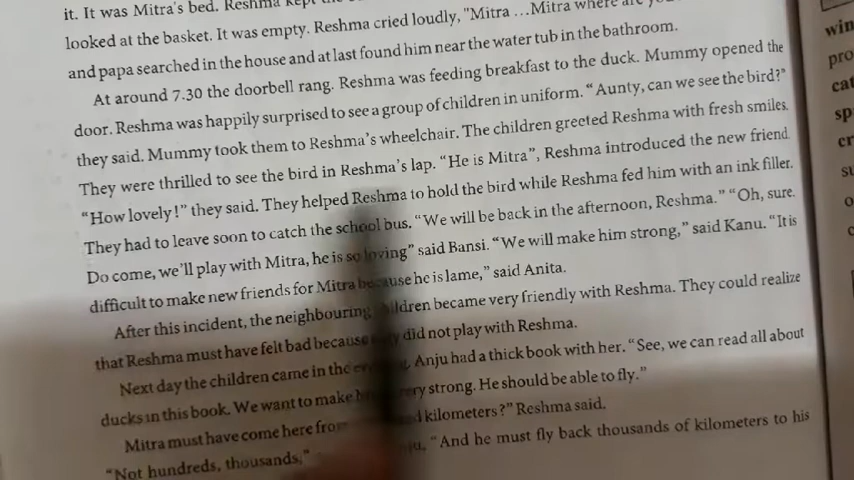 it. It was Mitra's bed. Reshma kept the
looked at the basket. It was empty. Reshma cried loudly, "Mitra ...Mitra where are
and papa searched in the house and at last found him near the water tub in the bathroom.
At around 7.30 the doorbell rang. Reshma was feeding breakfast to the duck. Mummy opened the
door. Reshma was happily surprised to see a group of children in uniform. "Aunty, can we see the bird?"
they said. Mummy took them to Reshma's wheelchair. The children greeted Reshma with fresh smiles.
They were thrilled to see the bird in Reshma's lap. "He is Mitra", Reshma introduced the new friend.
"How lovely!" they said. They helped Reshma to hold the bird while Reshma fed him with an ink filler.
They had to leave soon to catch the school bus. "We will be back in the afternoon, Reshma." "Oh, sure.
Do come, we'll play with Mitra, he is so loving" said Bansi. "We will make him strong," said Kanu. "It is
difficult to make new friends for Mitra because he is lame," said Anita.
After this incident, the neighbouring children became very friendly with Reshma. They could realize
that Reshma must have felt bad because did not play with Reshma.
Next day the children came in the Anju had a thick book with her. "See, we can read all about
ducks in this book. We want to make very strong. He should be able to fly."
Mitra must have come here kilometers?" Reshma said.
"Not hundreds, thousands," "And he must fly back thousands of kilometers to his
win
pro
cat
sp